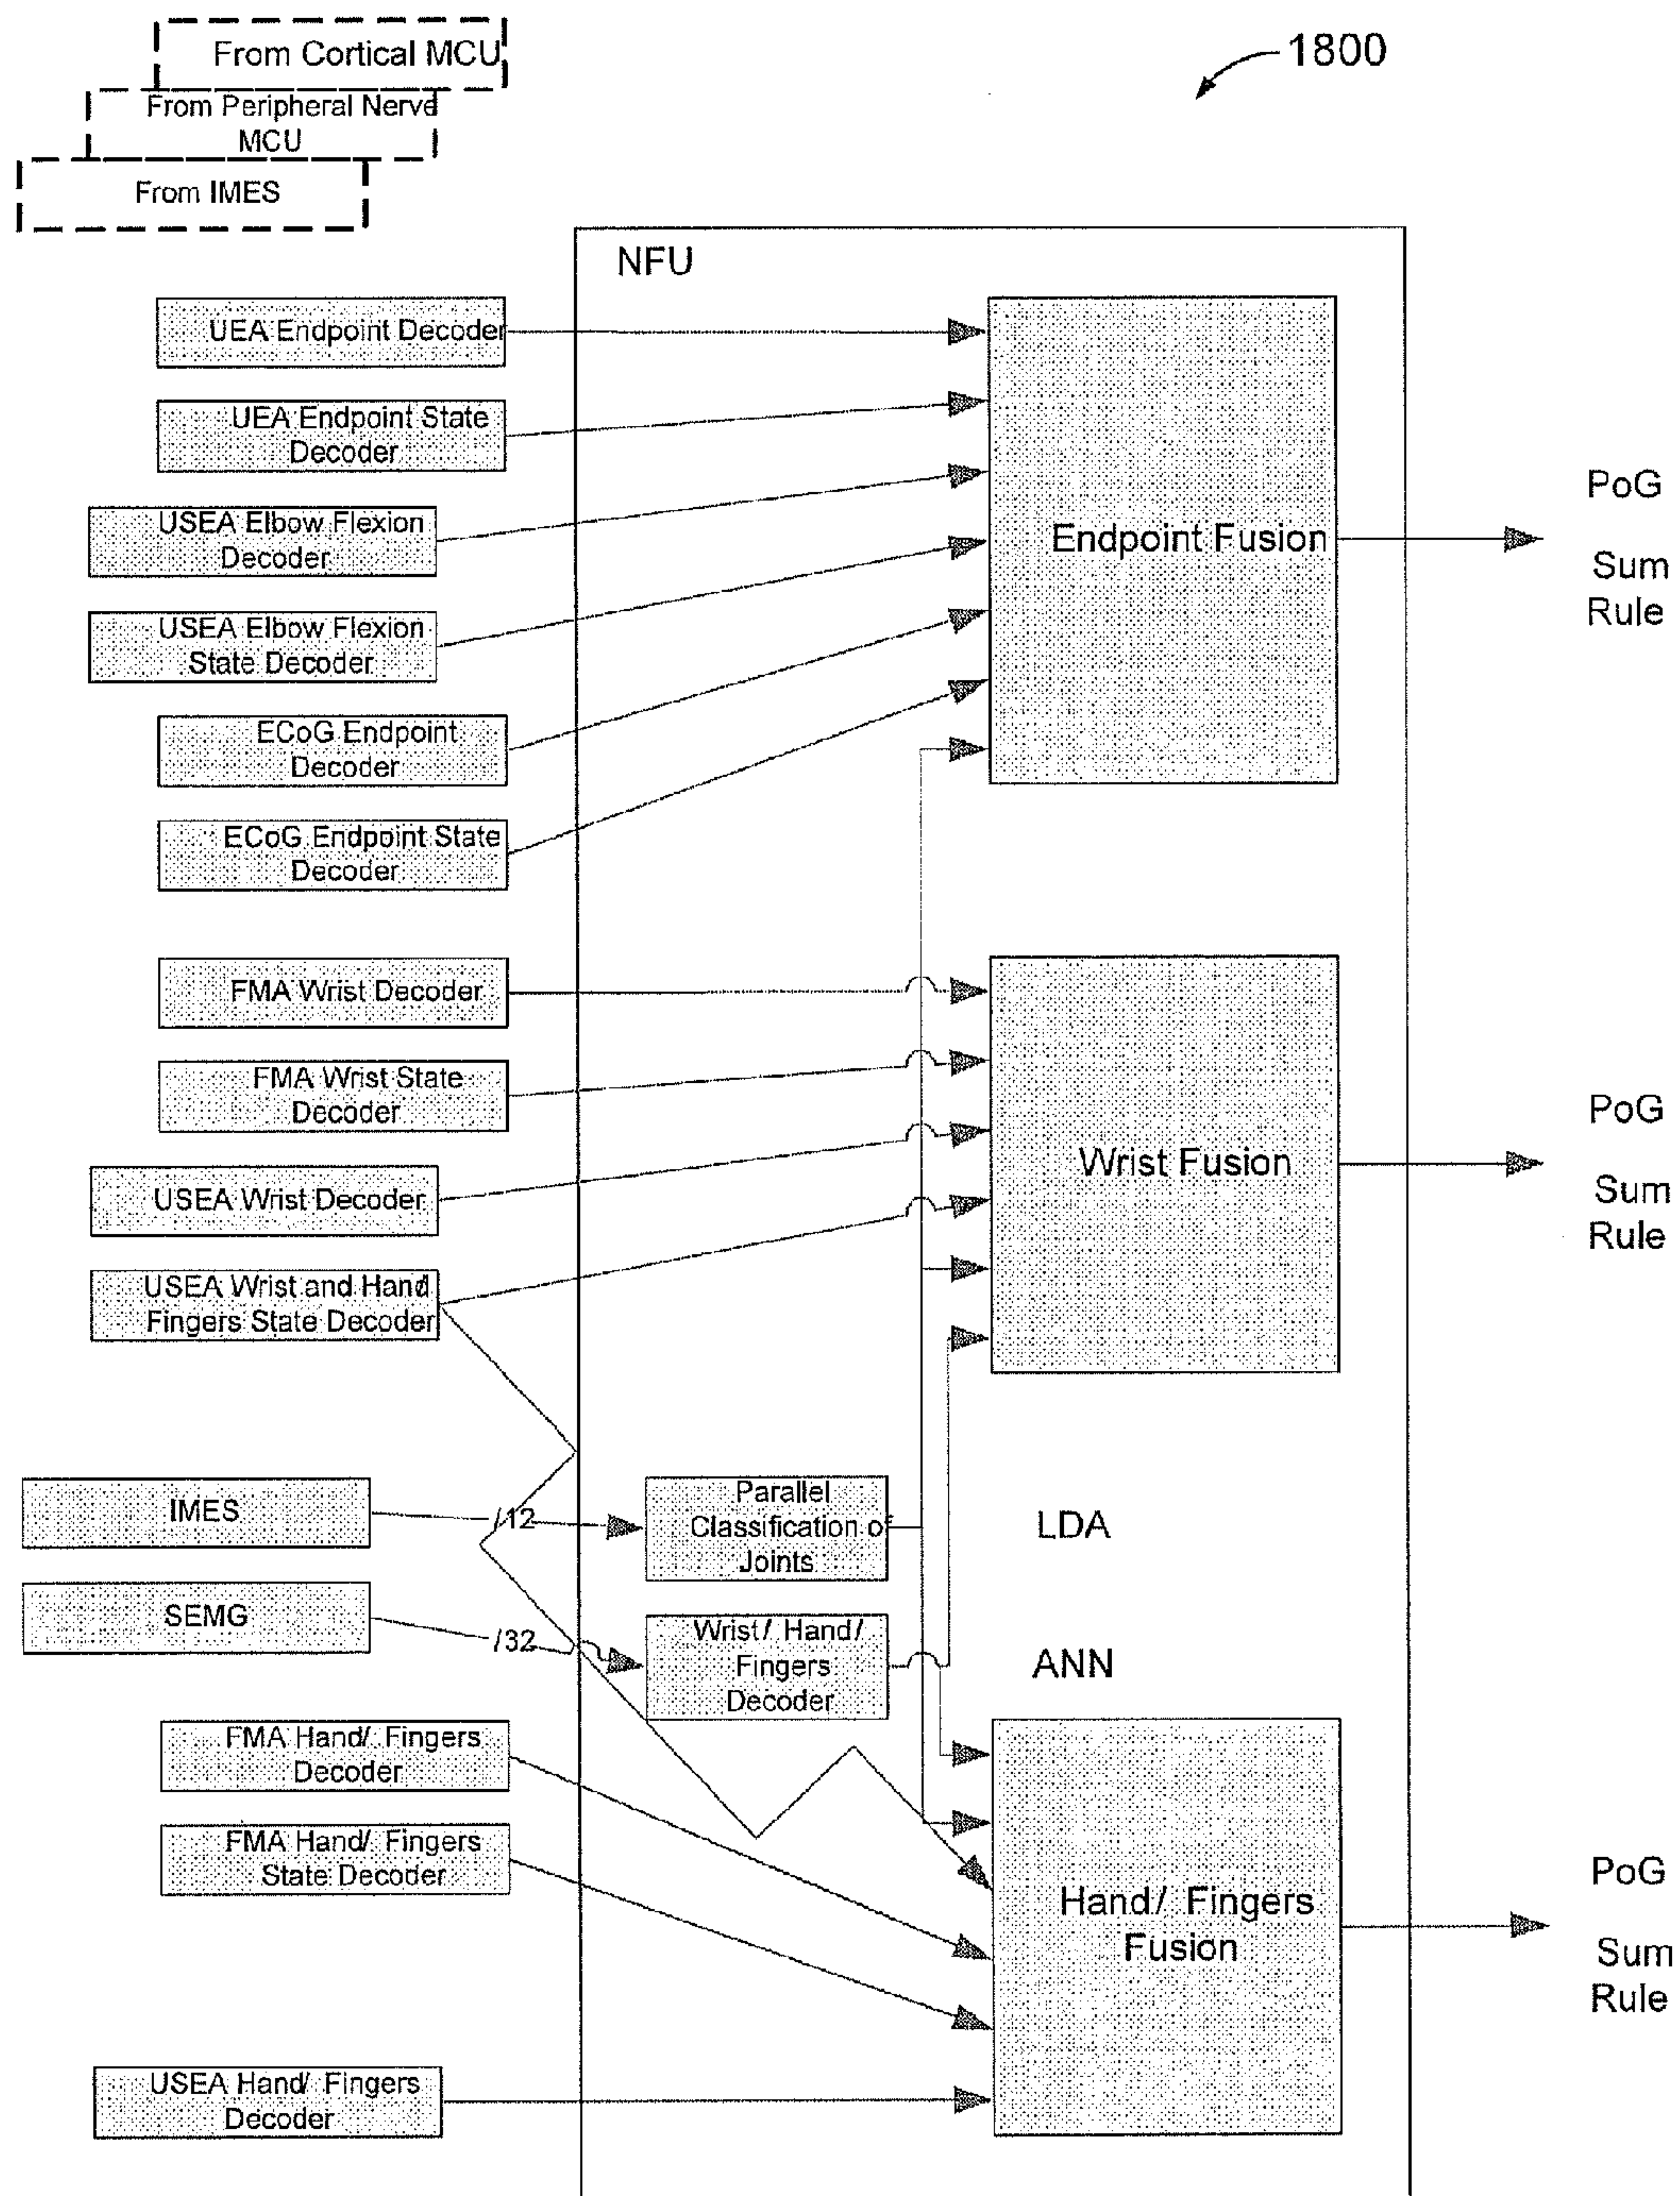 From Cortical MCU
1800
From Peripheral Nerve
MCU
From IMES
NFU
UEA Endpoint Decoder
UEA Endpoint State
Decoder
USEA Elbow Flexion
Decoder
USEA Elbow Flexion
State Decoder
ECoG Endpoint
Decoder
ECoG Endpoint State
Decoder
Endpoint Fusion
PoG
Sum
Rule
FMA Wrist Decoder
FMA Wrist State
Decoder
USEA Wrist Decoder
USEA Wrist and Hand
Fingers State Decoder
Wrist Fusion
PoG
Sum
Rule
IMES
/12
Parallel
Classification of
Joints
LDA
SEMG
/32
Wrist/ Hand/
Fingers
Decoder
ANN
FMA Hand/ Fingers
Decoder
FMA Hand/ Fingers
State Decoder
USEA Hand/ Fingers
Decoder
Hand/ Fingers
Fusion
PoG
Sum
Rule